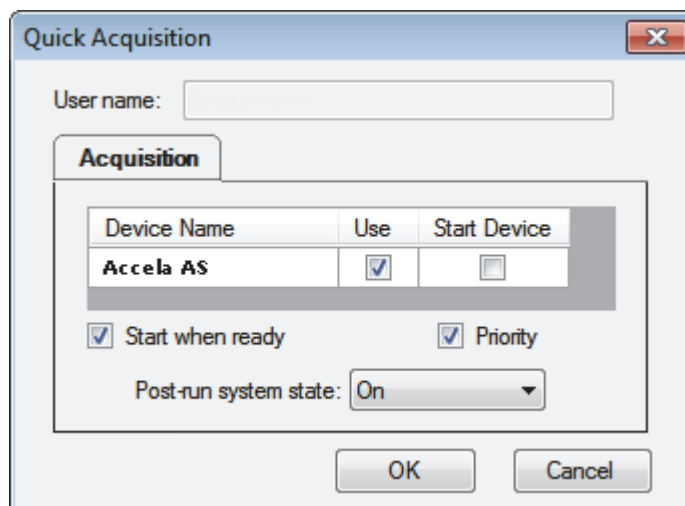 Quick Acquisition
User name:
Acquisition
Device Name Use Start Device
Accela AS
Start when ready Priority
Post-run system state: On
OK Cancel